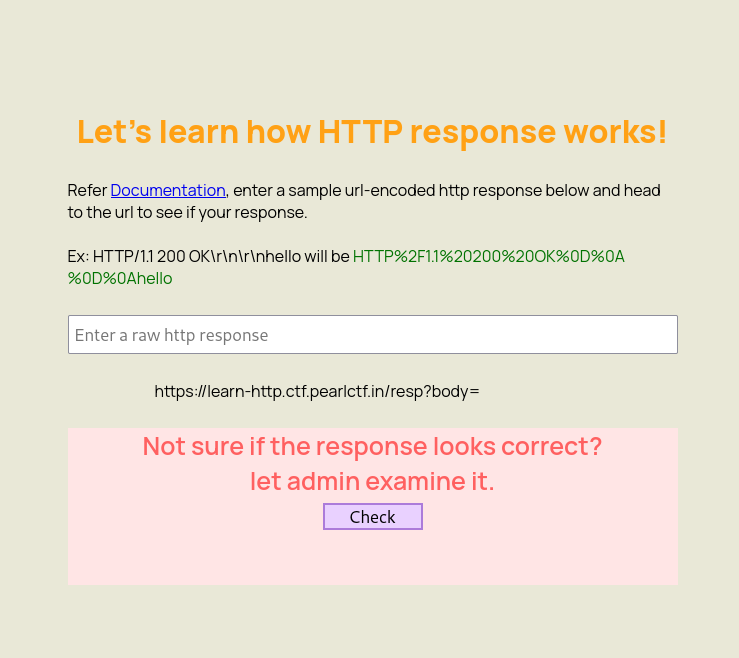 Let's learn how HTTP response works!
Refer Documentation, enter a sample url-encoded http response below and head
to the url to see if your response.
Ex: HTTP/1.1 200 OK\r\n\r\nhello will be HTTP%2F1.1%20200%20OK%0D%0A
%0D%0Ahello
Enter a raw http response
https://learn-http.ctf.pearlctf.in/resp?body=
Not sure if the response looks correct?
let admin examine it.
Check